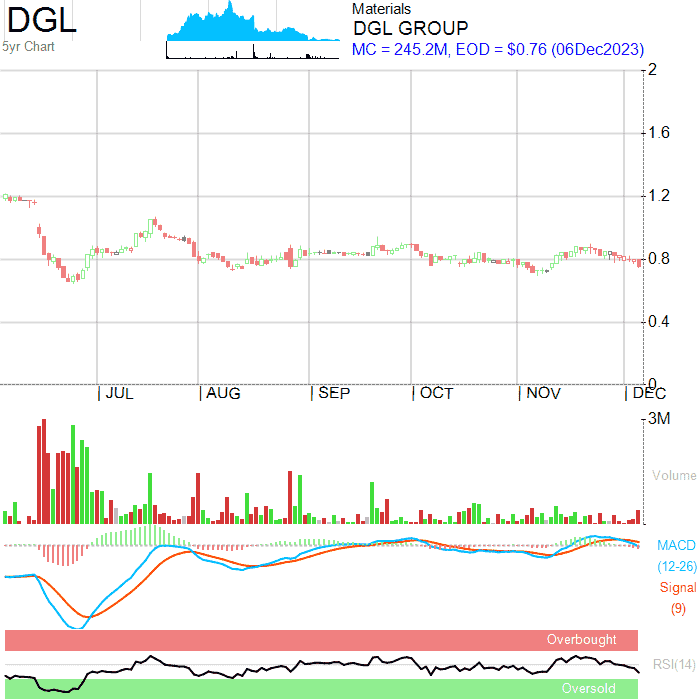 DGL
5yr Chart
Materials
DGL GROUP
MC = 245.2M, EOD = $0.76 (06Dec2023)
2
1.6
1.2
0.8
0.4
0
JUL AUG SEP OCT NOV DEC
3M
Volume
MACD
(12-26)
Signal
(9)
Overbought
RSI(14)
Oversold